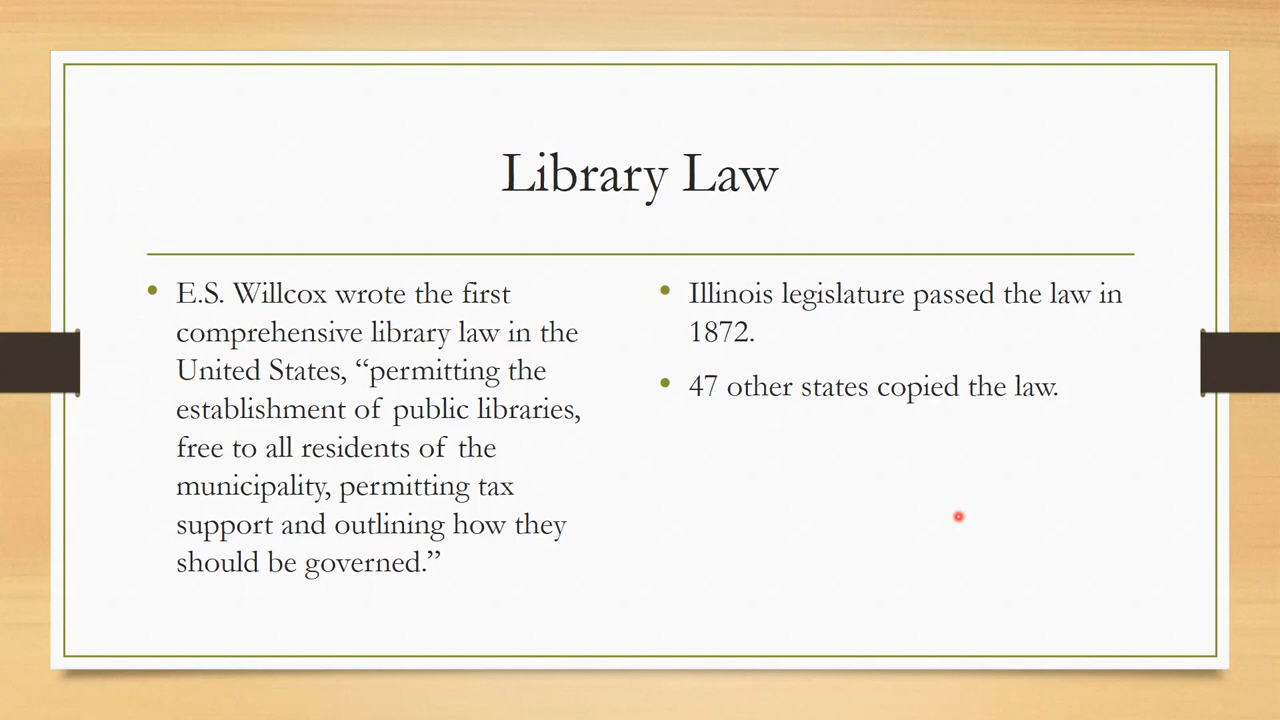 Library Law
E.S. Willcox wrote the first
comprehensive library law in the
United States, “permitting the
establishment of public libraries,
free to all residents of the
municipality, permitting tax
support and outlining how they
should be governed.”
Illinois legislature passed the law in
1872.
47 other states copied the law.